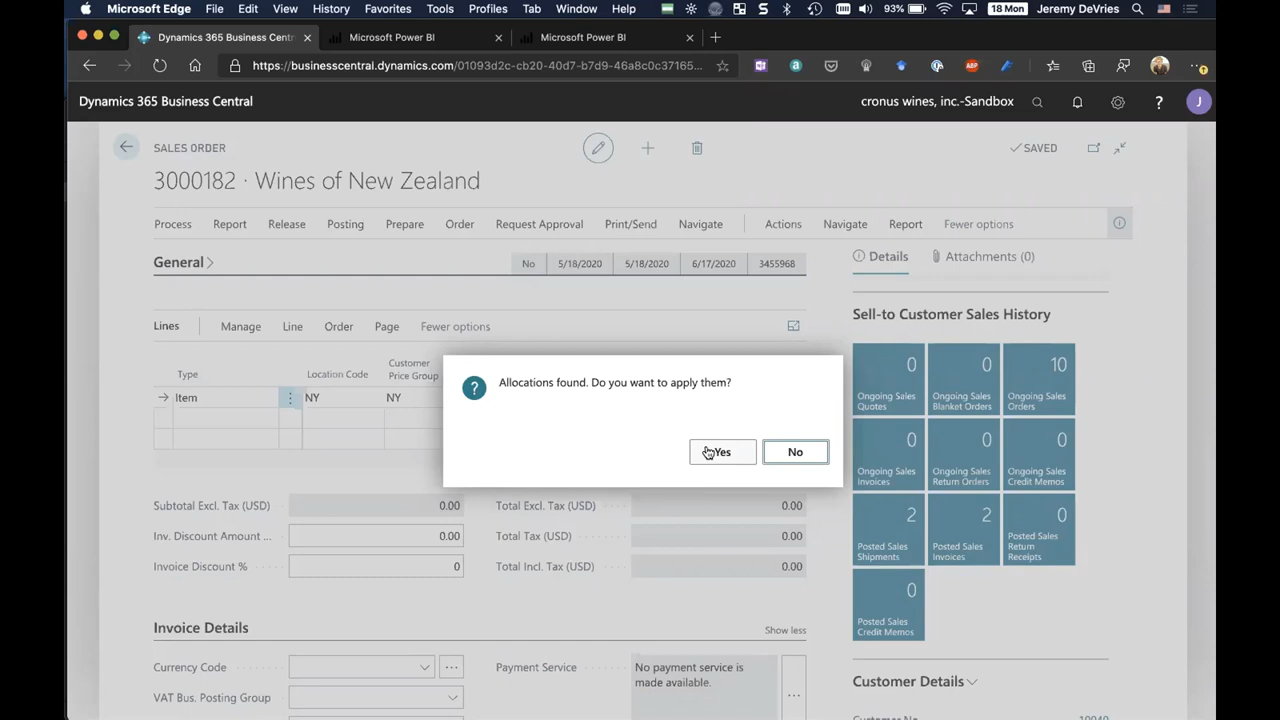 Microsoft Edge File Edit View History Favorites Tools Profiles Tab Window Help 93% 18 Mon Jeremy DeVries
Dynamics 365 Business Centr
Microsoft Power BI
Microsoft Power BI
https://businesscentral.dynamics.com/01093d2c-cb20-40d7-b7d9-46a8c0c37165...
ABP
Dynamics 365 Business Central
cronus wines, inc.-Sandbox
?
J
SALES ORDER
SAVED
3000182 · Wines of New Zealand
Process Report Release Posting Prepare Order Request Approval Print/Send Navigate Actions Navigate Report Fewer options
General
No 5/18/2020 5/18/2020 6/17/2020 3455968
Details Attachments (0)
Lines Manage Line Order Page Fewer options
Type Location Code Customer Price Group
Item NY NY
?
Allocations found. Do you want to apply them?
Yes No
Subtotal Excl. Tax (USD) 0.00 Total Excl. Tax (USD) 0.00
Inv. Discount Amount ... 0.00 Total Tax (USD) 0.00
Invoice Discount % 0 Total Incl. Tax (USD) 0.00
Invoice Details Show less
Currency Code
Payment Service No payment service is made available.
VAT Bus. Posting Group
Sell-to Customer Sales History
0 Ongoing Sales Quotes
0 Ongoing Sales Blanket Orders
10 Ongoing Sales Orders
0 Ongoing Sales Invoices
0 Ongoing Sales Return Orders
0 Ongoing Sales Credit Memos
2 Posted Sales Shipments
2 Posted Sales Invoices
0 Posted Sales Return Receipts
0 Posted Sales Credit Memos
Customer Details